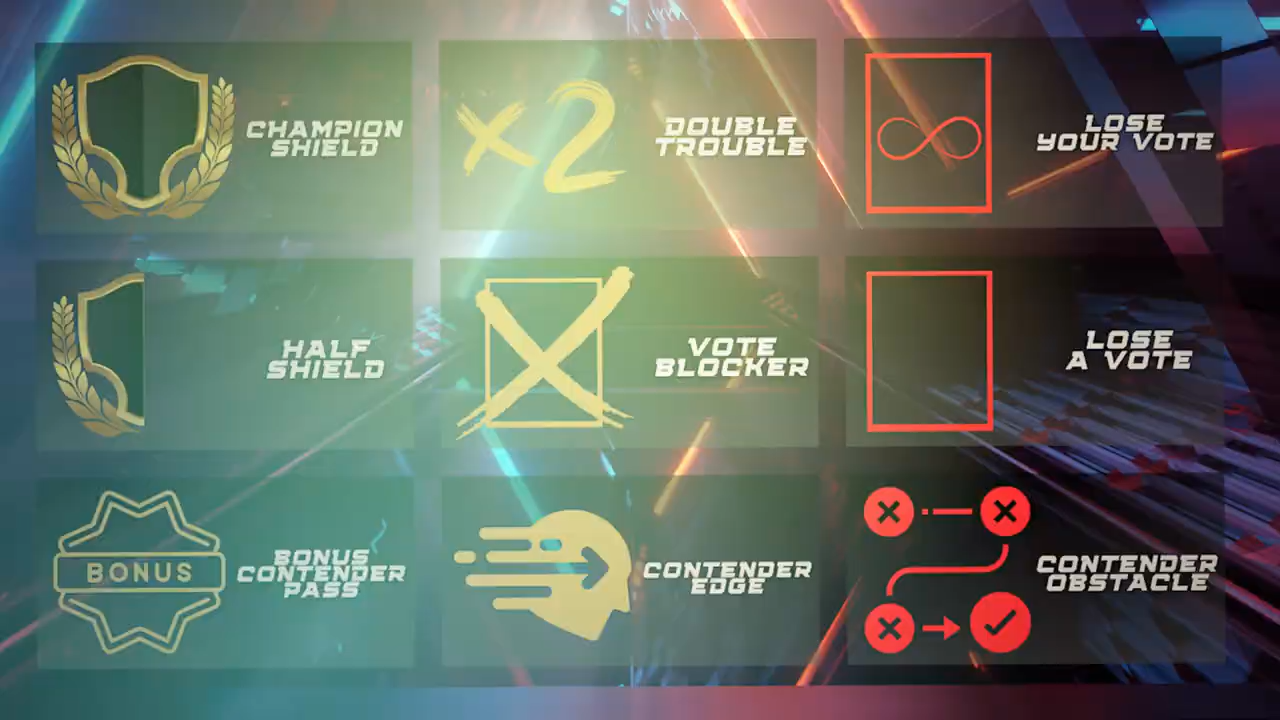 CHAMPION
SHIELD
x2
DOUBLE
TROUBLE
LOSE
YOUR VOTE
HALF
SHIELD
VOTE
BLOCKER
LOSE
A VOTE
BONUS
BONUS
CONTENDER
PASS
CONTENDER
EDGE
CONTENDER
OBSTACLE